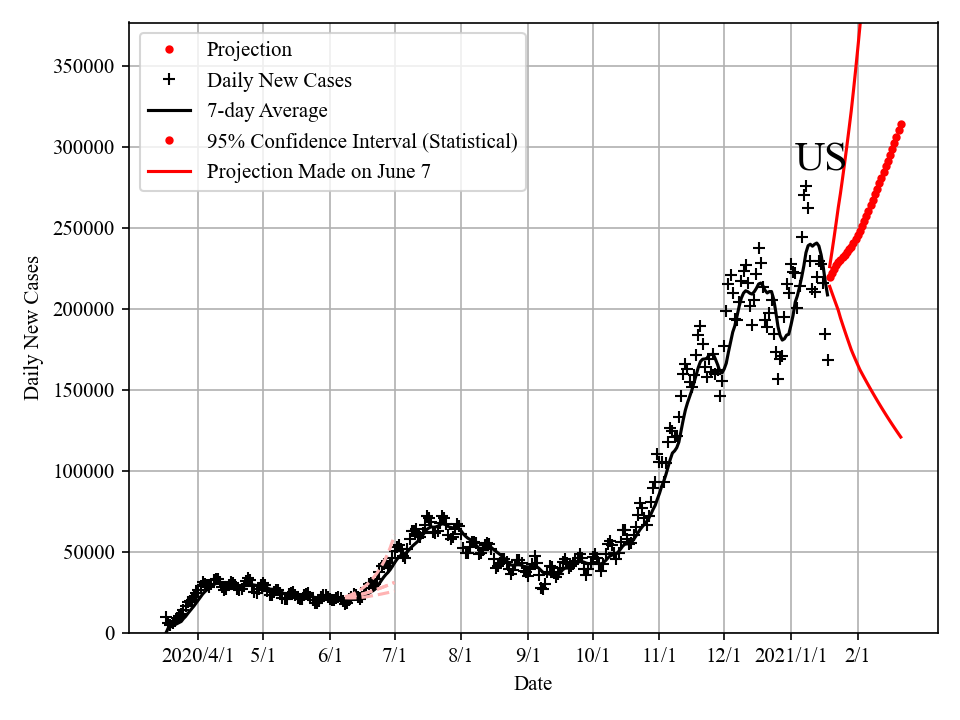 Projection
Daily New Cases
7-day Average
95% Confidence Interval (Statistical)
Projection Made on June 7
US
350000
300000
250000
200000
150000
100000
50000
0
Daily New Cases
2020/4/1 5/1 6/1 7/1 8/1 9/1 10/1 11/1 12/1 2021/1/1 2/1
Date